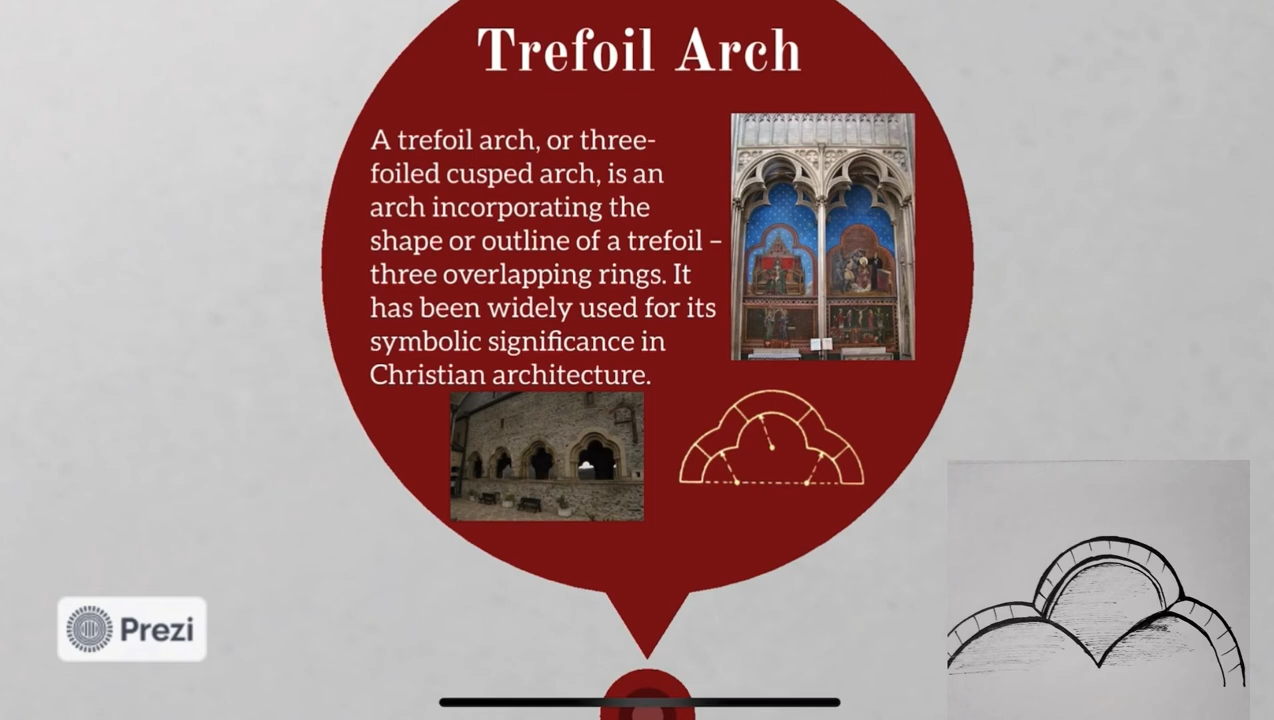 Trefoil Arch
A trefoil arch, or three-
foiled cusped arch, is an
arch incorporating the
shape or outline of a trefoil –
three overlapping rings. It
has been widely used for its
symbolic significance in
Christian architecture.
Prezi